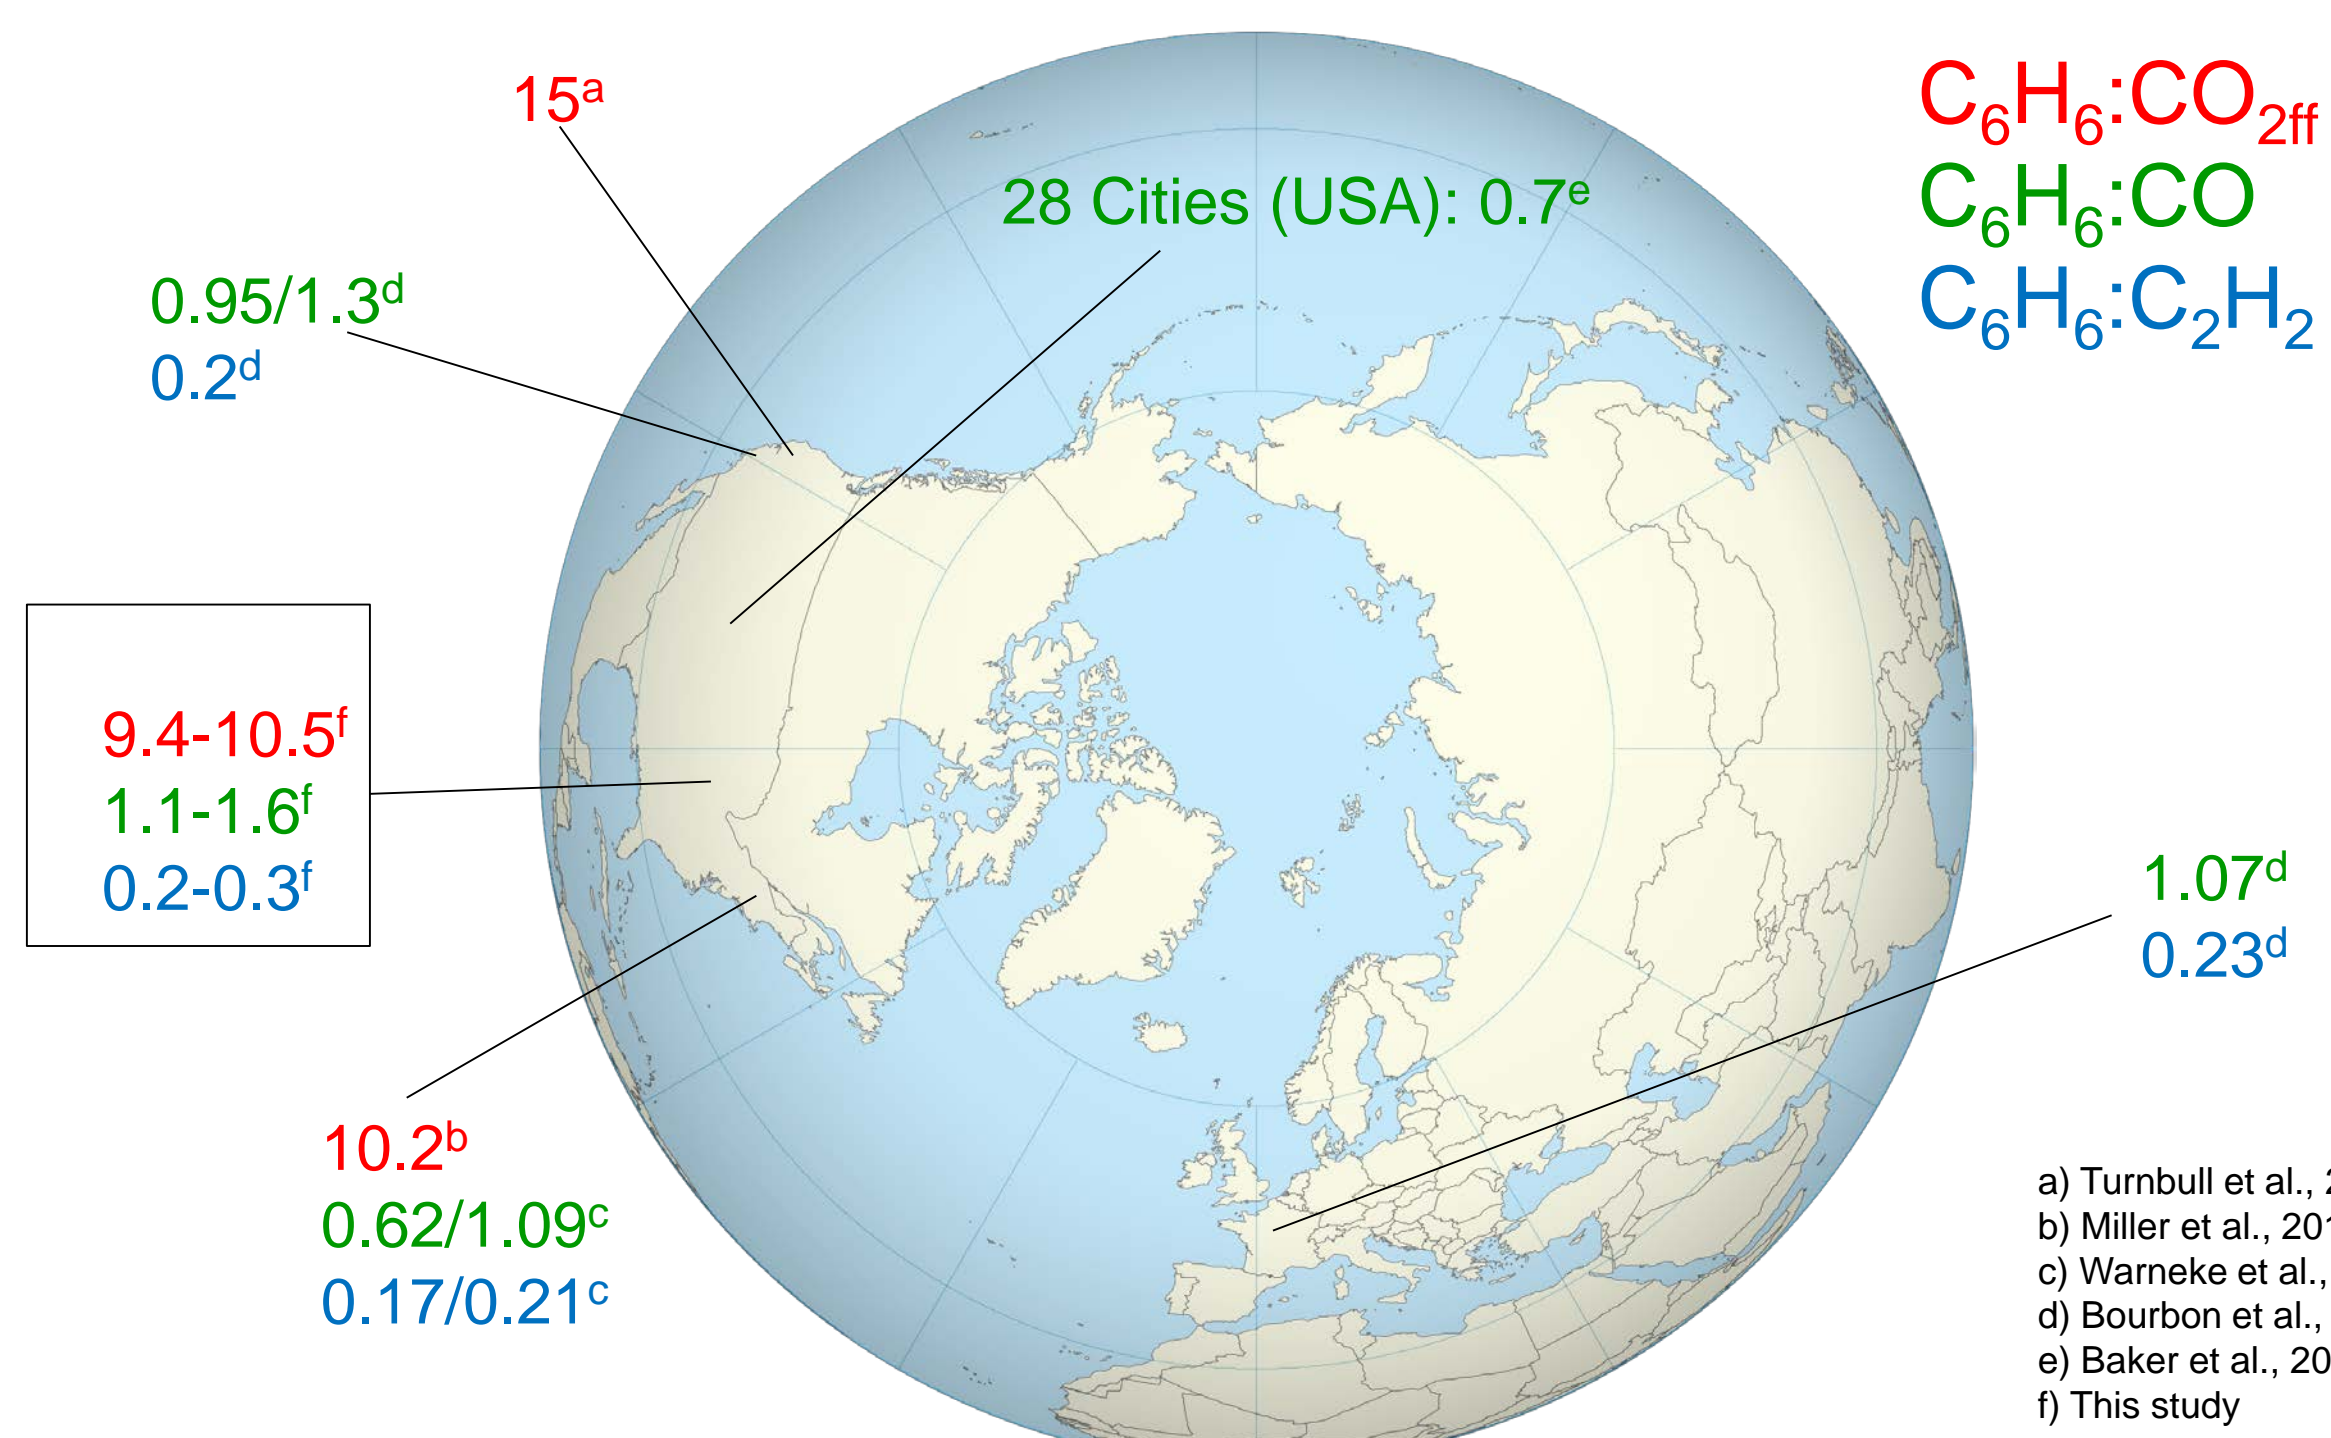 15ᵃ
C₆H₆:CO₂ff
C₆H₆:CO
C₆H₆:C₂H₂
28 Cities (USA): 0.7ᵉ
0.95/1.3ᵈ
0.2ᵈ
9.4-10.5ᶠ
1.1-1.6ᶠ
0.2-0.3ᶠ
1.07ᵈ
0.23ᵈ
10.2ᵇ
0.62/1.09ᶜ
0.17/0.21ᶜ
a) Turnbull et al.,
b) Miller et al.,
c) Warneke et al.,
d) Bourbon et al.,
e) Baker et al.,
f) This study